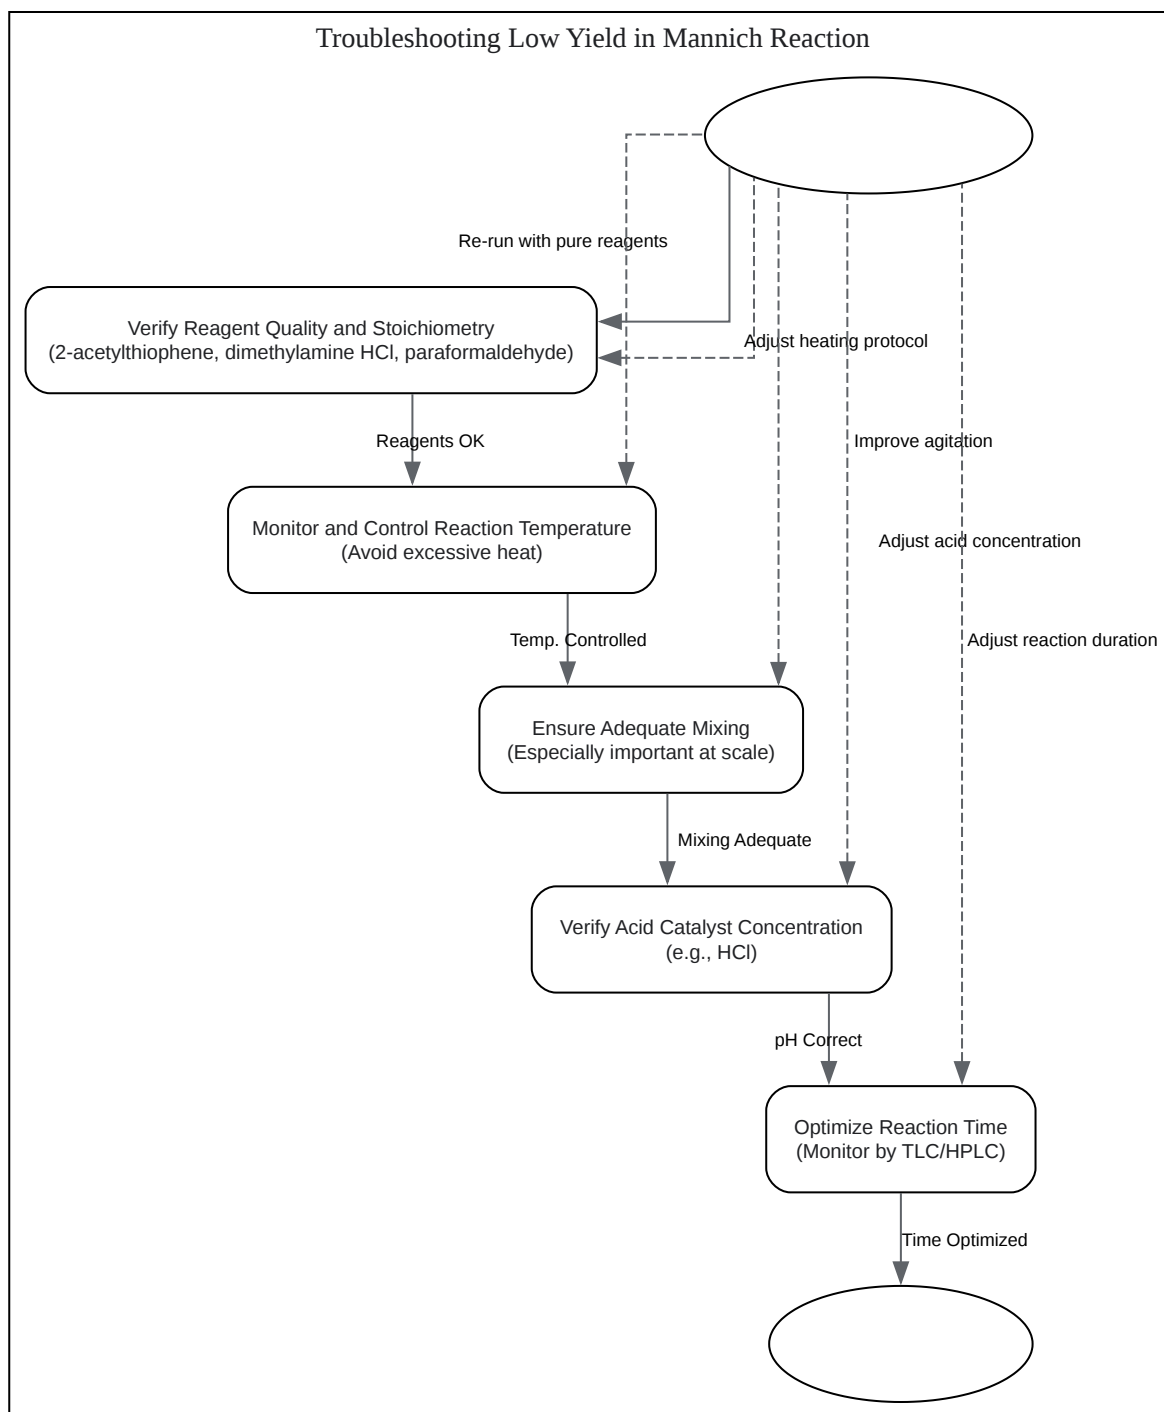 Troubleshooting Low Yield in Mannich Reaction
Re-run with pure reagents
Verify Reagent Quality and Stoichiometry
(2-acetylthiophene, dimethylamine HCl, paraformaldehyde)
Adjust heating protocol
Reagents OK
Improve agitation
Monitor and Control Reaction Temperature
(Avoid excessive heat)
Adjust acid concentration
Temp. Controlled
Adjust reaction duration
Ensure Adequate Mixing
(Especially important at scale)
Mixing Adequate
Verify Acid Catalyst Concentration
(e.g., HCl)
pH Correct
Optimize Reaction Time
(Monitor by TLC/HPLC)
Time Optimized